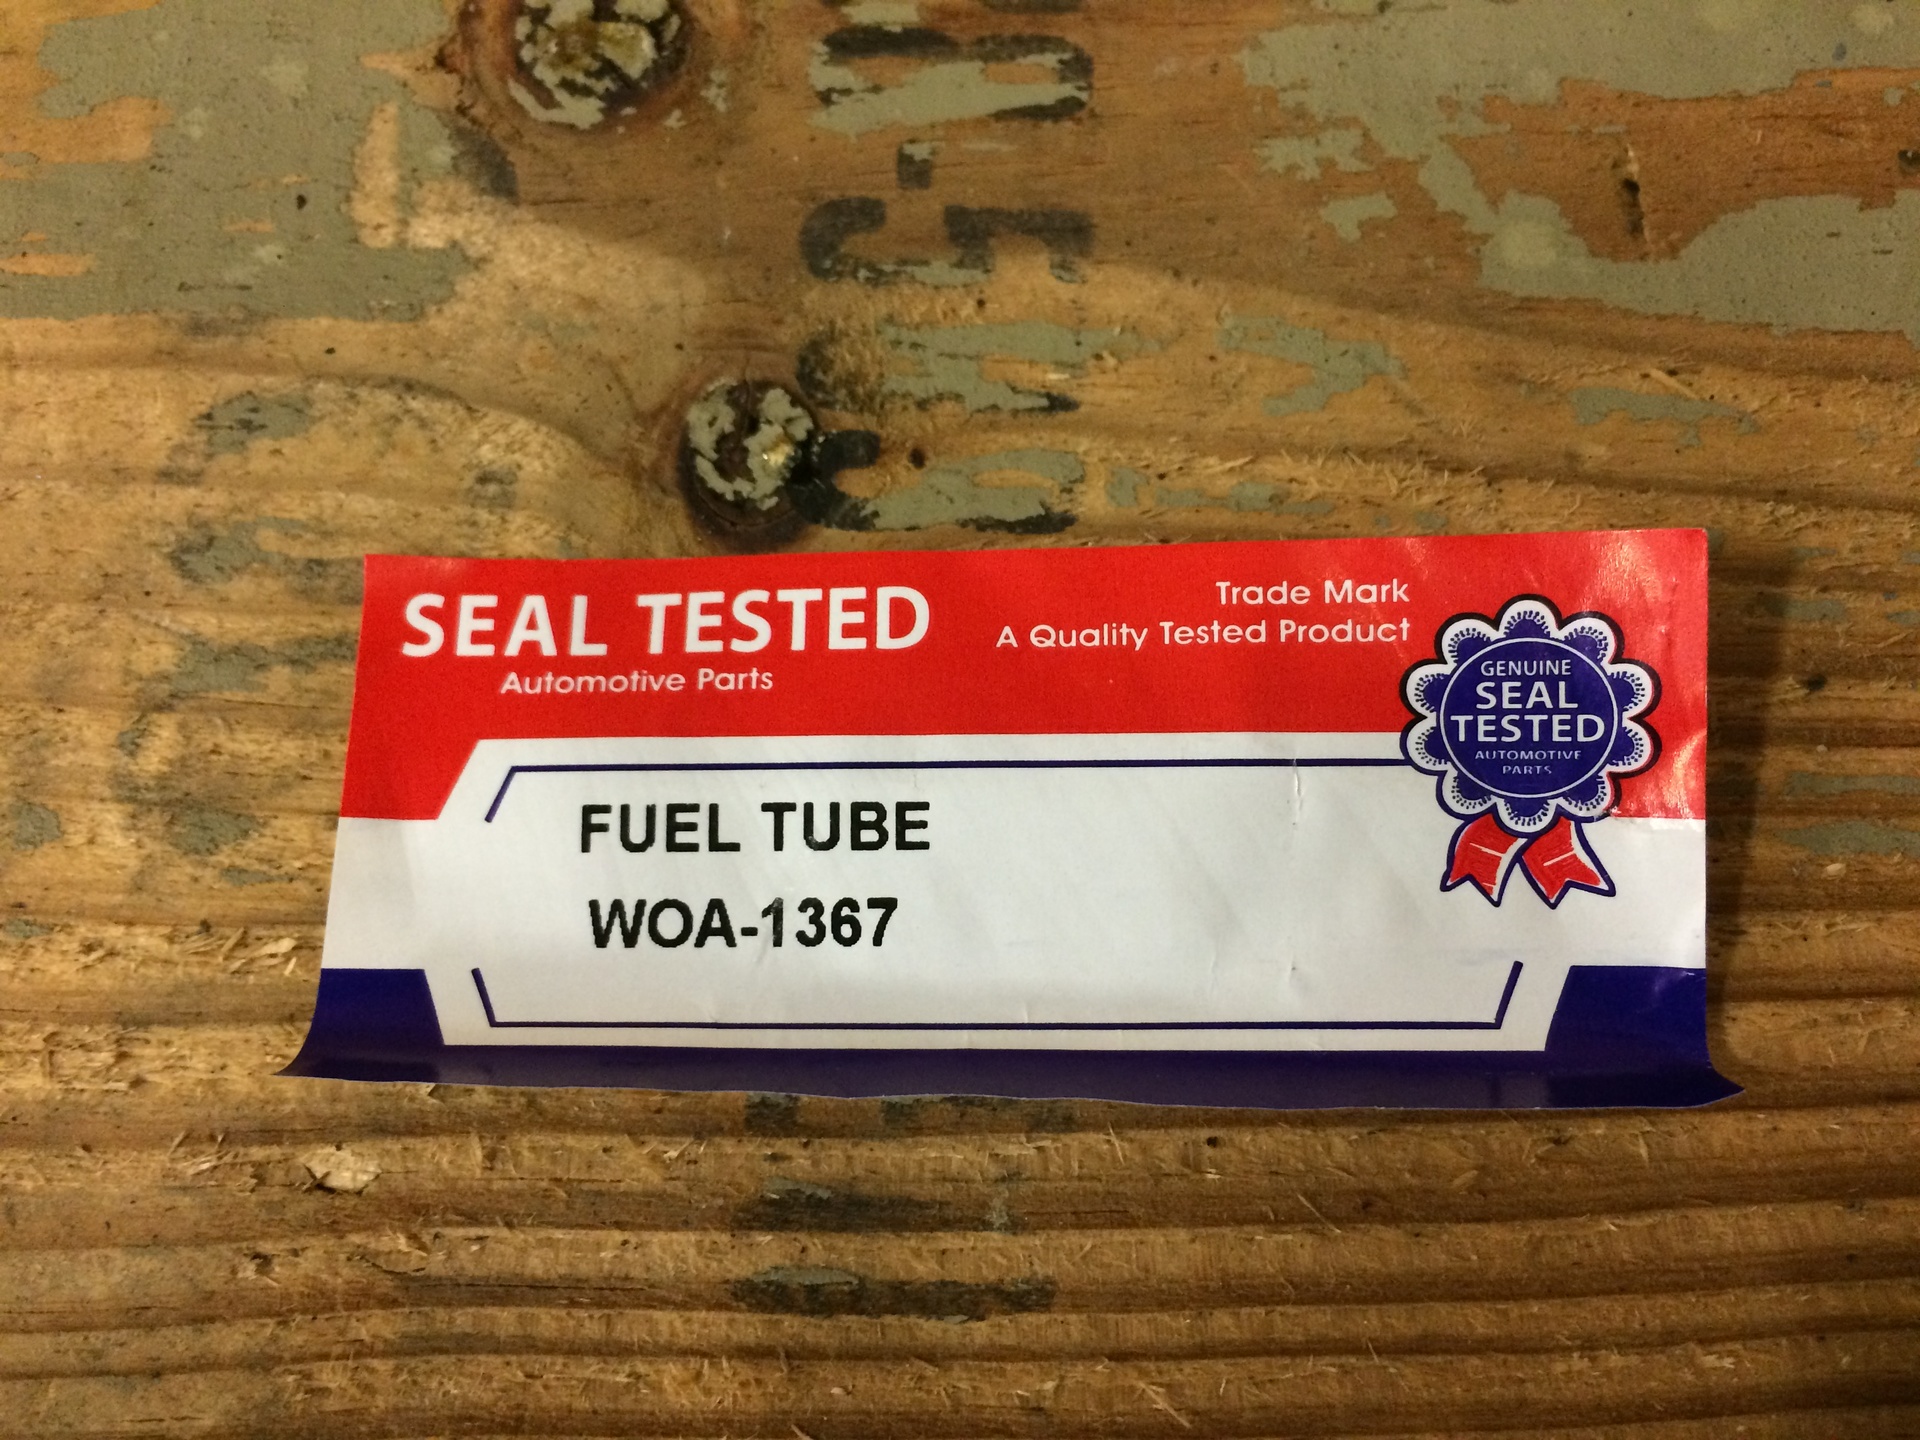 SEAL TESTED
Automotive Parts
Trade Mark
A Quality Tested Product
GENUINE
SEAL
TESTED
AUTOMOTIVE
PARTS
FUEL TUBE
WOA-1367